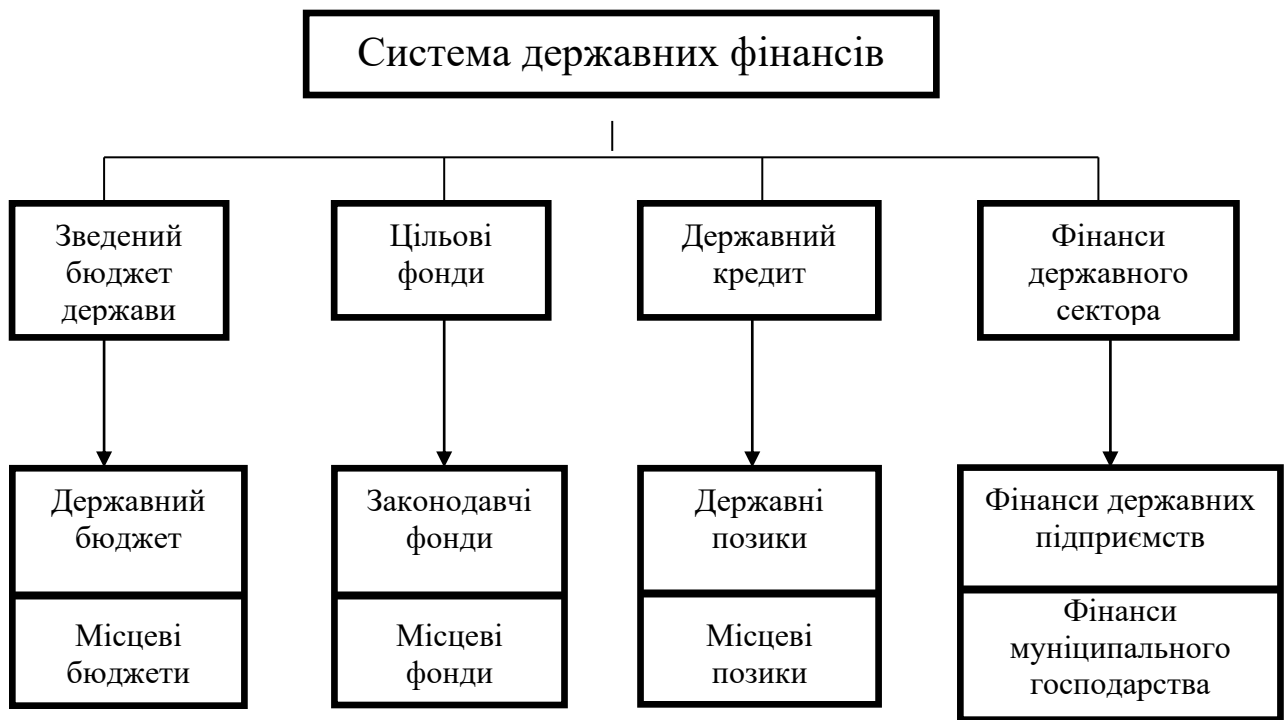 Система державних фінансів
Зведений
бюджет
держави
Цільові
фонди
Державний
кредит
Фінанси
державного
сектора
Державний
бюджет
Місцеві
бюджети
Законодавчі
фонди
Місцеві
фонди
Державні
позики
Місцеві
позики
Фінанси державних
підприємств
Фінанси
муніципального
господарства